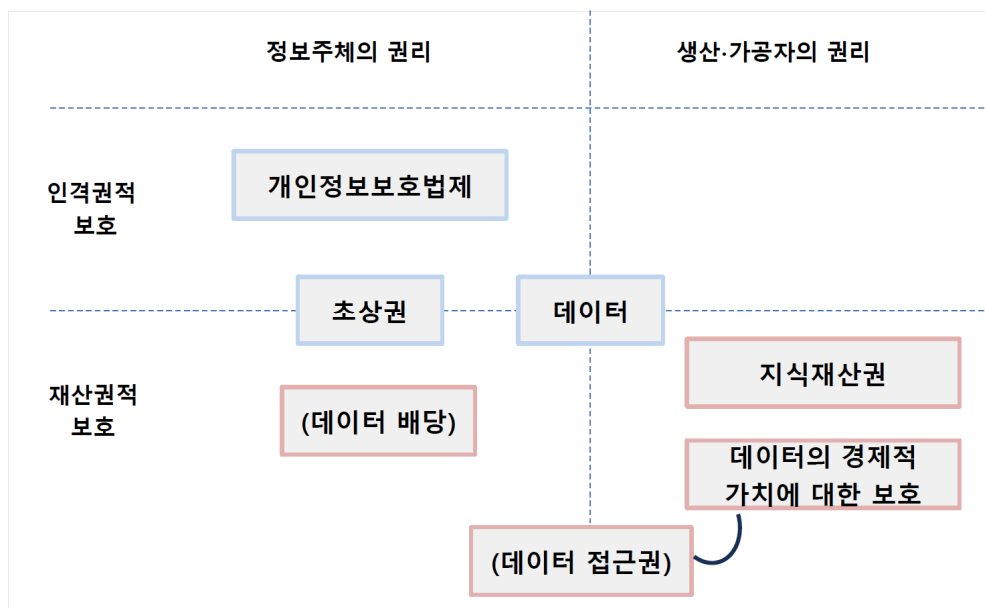 정보주체의 권리
생산·가공자의 권리
인격권적
보호
개인정보보호법제
초상권
데이터
재산권적
보호
(데이터 배당)
지식재산권
데이터의 경제적
가치에 대한 보호
(데이터 접근권)